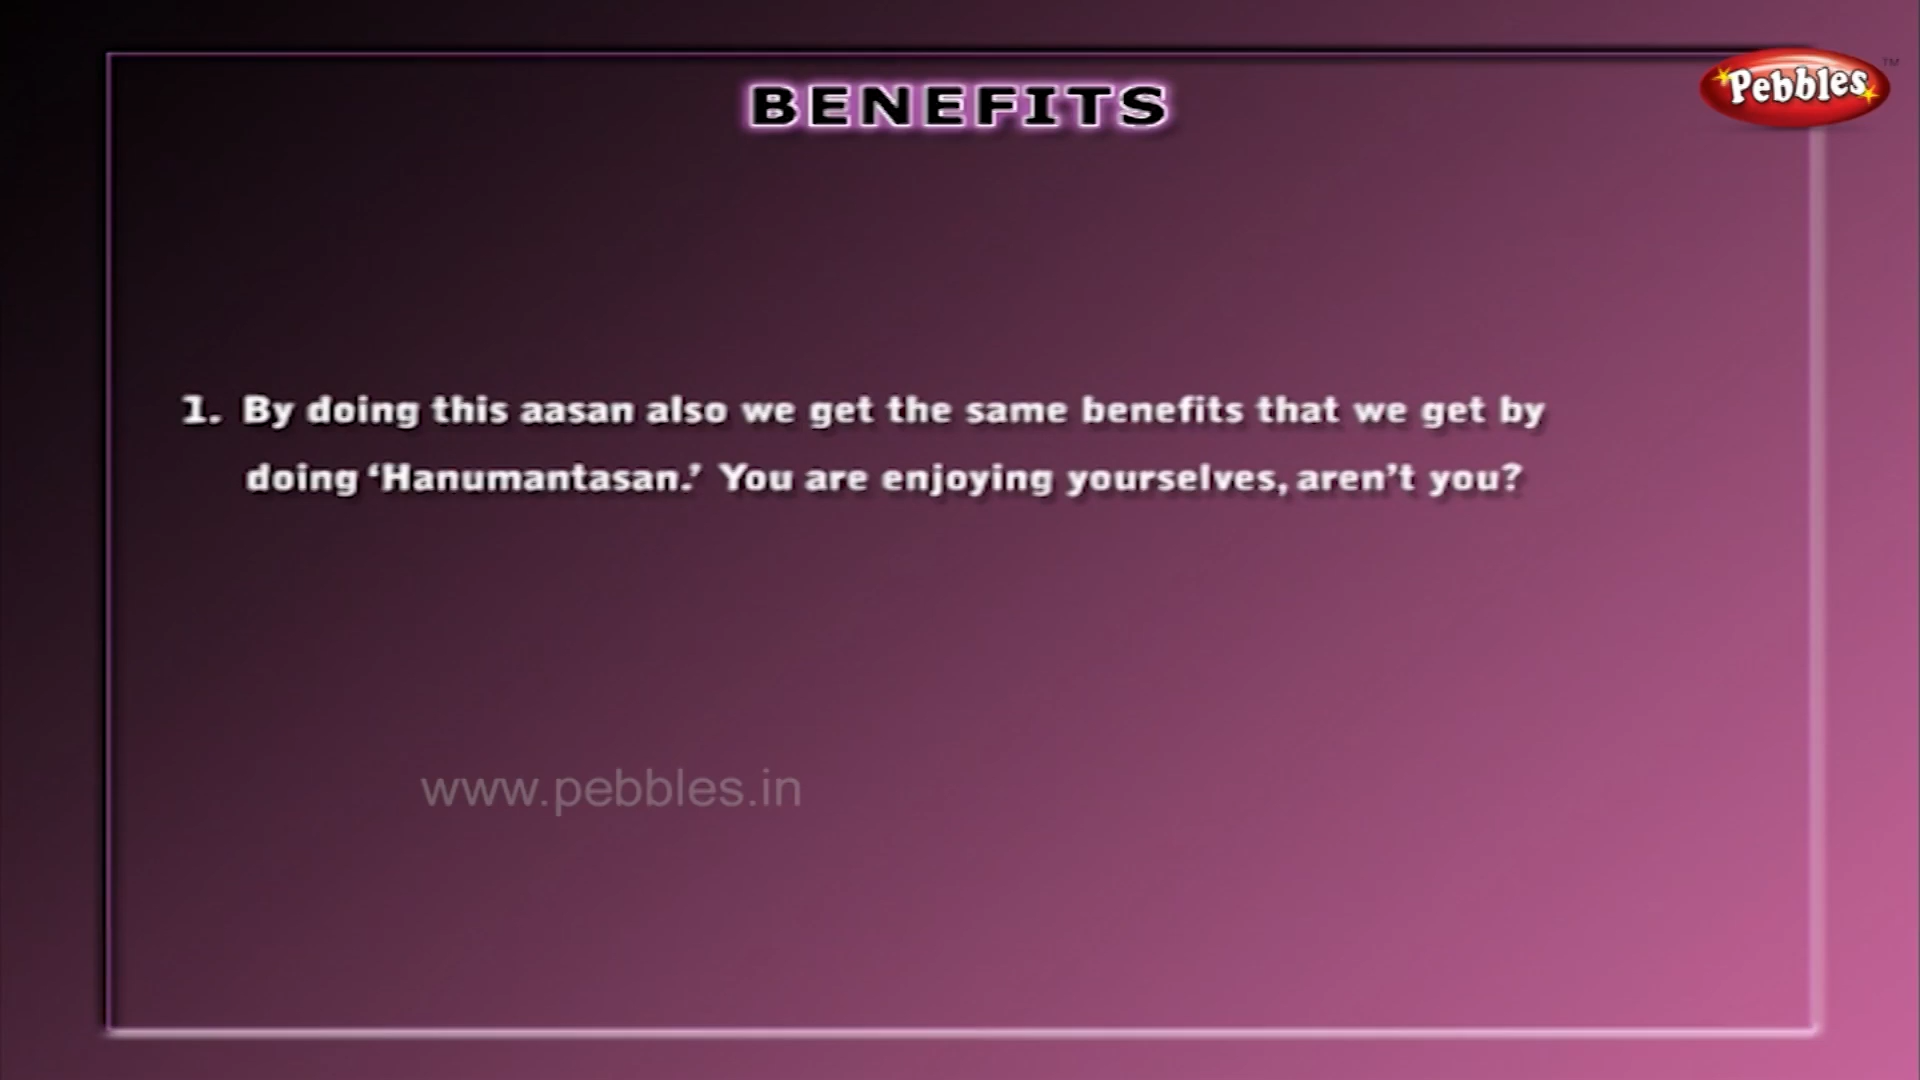 BENEFITS
Pebbles™
1. By doing this aasan also we get the same benefits that we get by
doing ‘Hanumantasan.’ You are enjoying yourselves, aren’t you?
www.pebbles.in